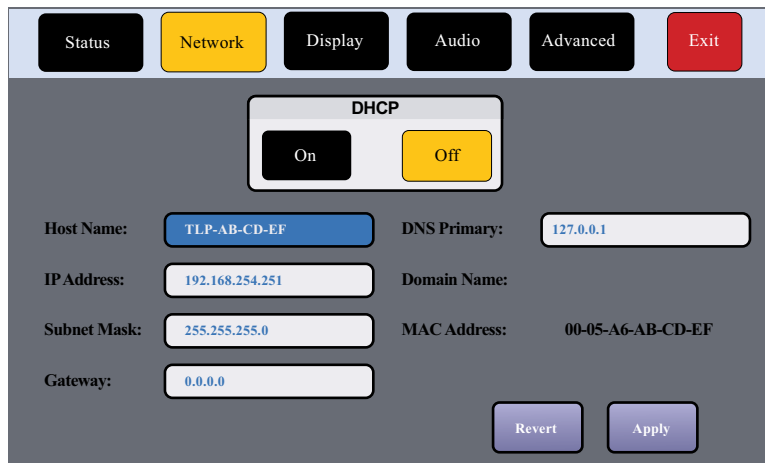 Status Network Display Audio Advanced Exit
DHCP
On Off
Host Name: TLP-AB-CD-EF DNS Primary: 127.0.0.1
IP Address: 192.168.254.251 Domain Name:
Subnet Mask: 255.255.255.0 MAC Address: 00-05-A6-AB-CD-EF
Gateway: 0.0.0.0
Revert Apply